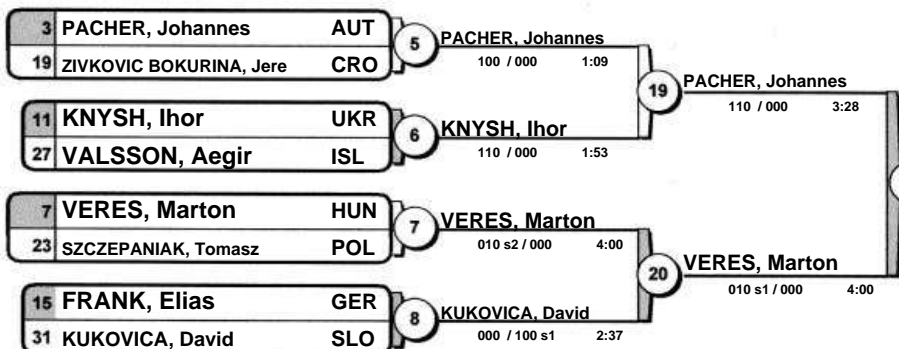 3 PACHER, Johannes AUT
19 ZIVKOVIC BOKURINA, Jere CRO
5
PACHER, Johannes
100 / 000 1:09
11 KNYSH, Ihor UKR
27 VALSSON, Aegir ISL
6
KNYSH, Ihor
110 / 000 1:53
19
PACHER, Johannes
110 / 000 3:28
7 VERES, Marton HUN
23 SZCZEPANIAK, Tomasz POL
7
VERES, Marton
010 s2 / 000 4:00
15 FRANK, Elias GER
31 KUKOVICA, David SLO
8
KUKOVICA, David
000 / 100 s1 2:37
20
VERES, Marton
010 s1 / 000 4:00